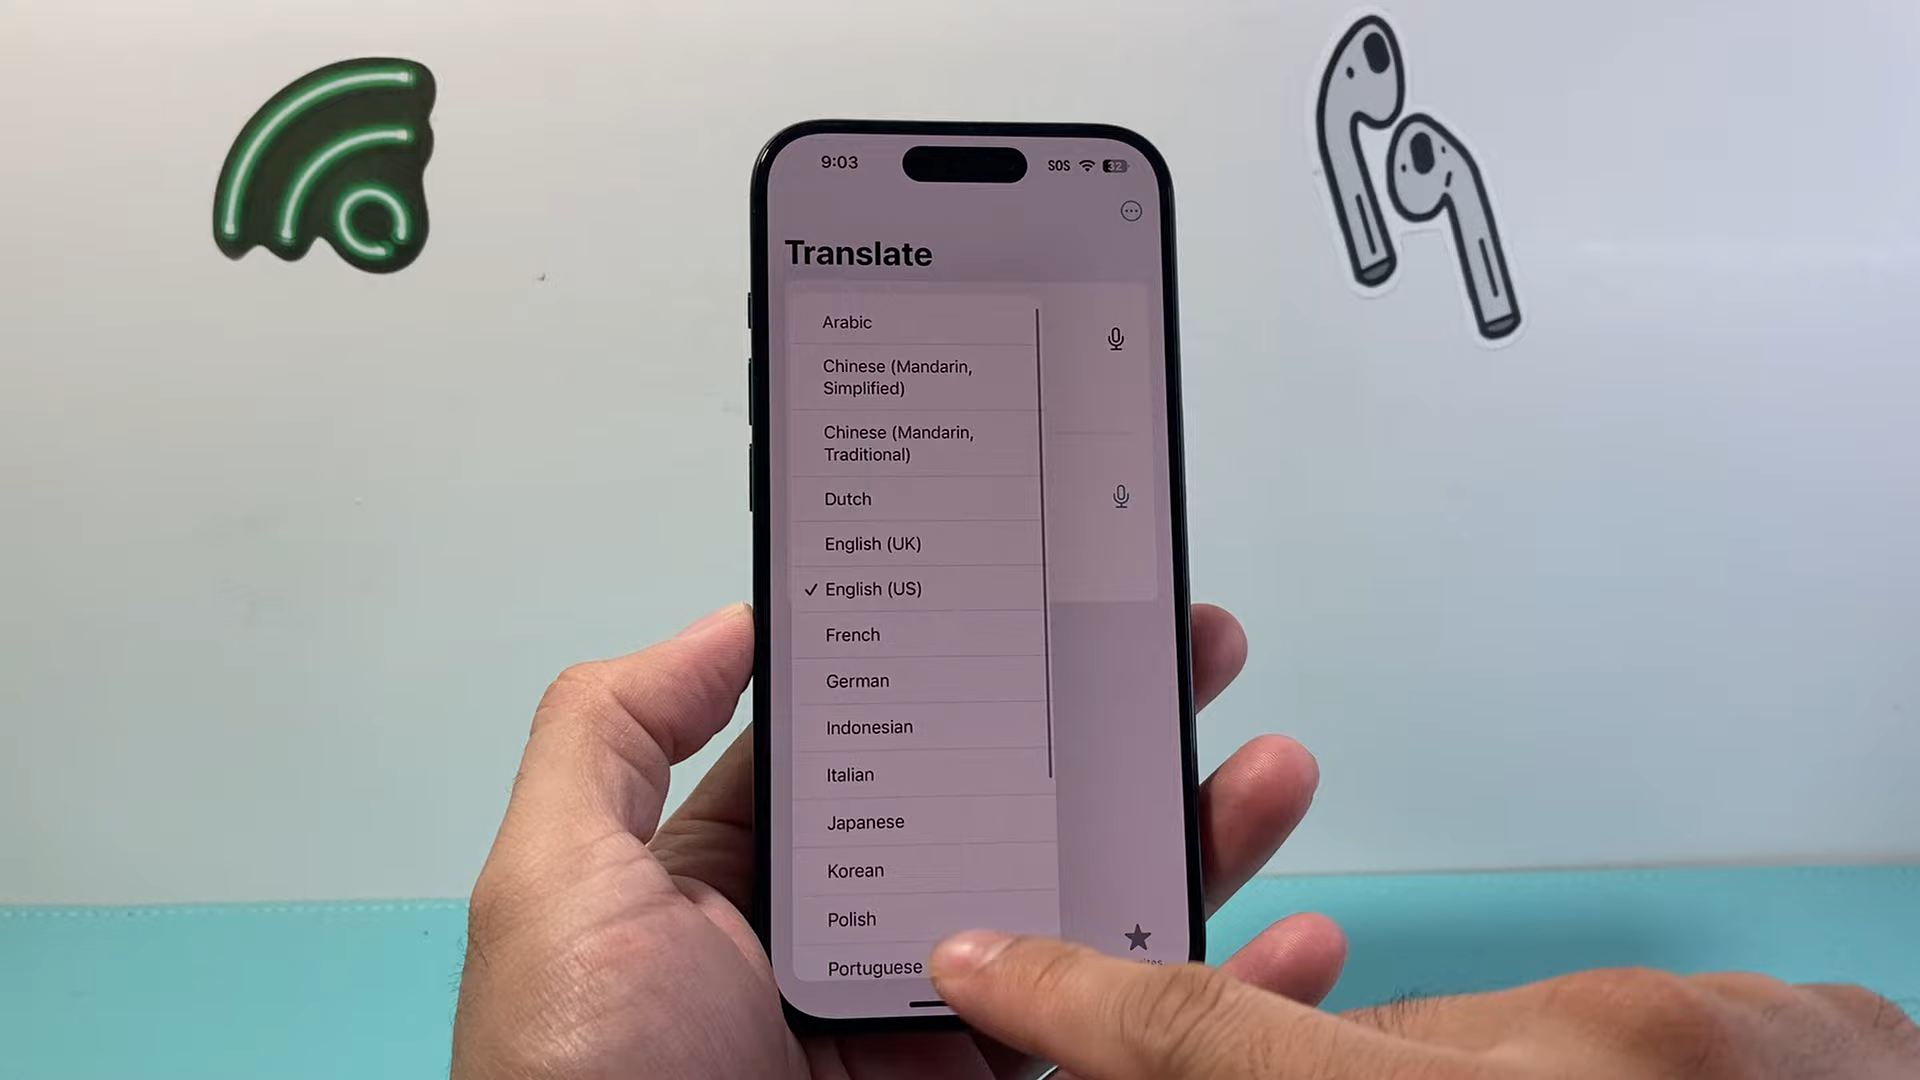 9:03
SOS
32
Translate
Arabic
Chinese (Mandarin,
Simplified)
Chinese (Mandarin,
Traditional)
Dutch
English (UK)
✓ English (US)
French
German
Indonesian
Italian
Japanese
Korean
Polish
Portuguese